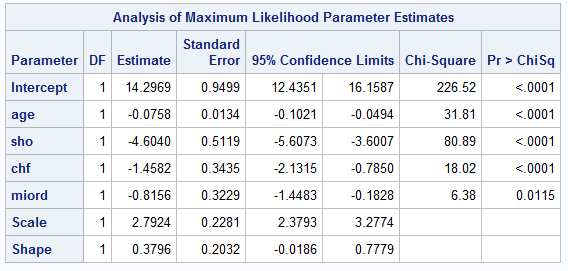 Analysis of Maximum Likelihood Parameter Estimates
Parameter DF Estimate Standard Error 95% Confidence Limits Chi-Square Pr > ChiSq
Intercept 1 14.2969 0.9499 12.4351 16.1587 226.52 <.0001
age 1 -0.0758 0.0134 -0.1021 -0.0494 31.81 <.0001
sho 1 -4.6040 0.5119 -5.6073 -3.6007 80.89 <.0001
chf 1 -1.4582 0.3435 -2.1315 -0.7850 18.02 <.0001
miord 1 -0.8156 0.3229 -1.4483 -0.1828 6.38 0.0115
Scale 1 2.7924 0.2281 2.3793 3.2774
Shape 1 0.3796 0.2032 -0.0186 0.7779